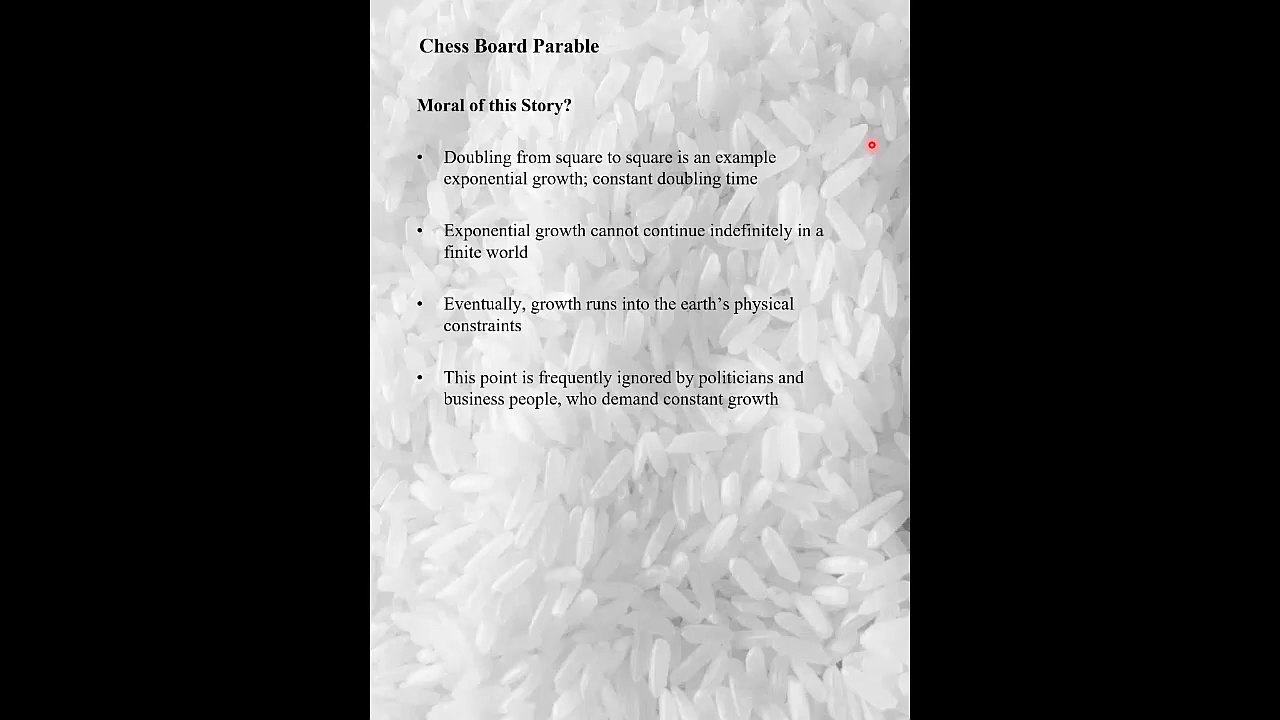 Chess Board Parable
Moral of this Story?
• Doubling from square to square is an example
exponential growth; constant doubling time
• Exponential growth cannot continue indefinitely in a
finite world
• Eventually, growth runs into the earth’s physical
constraints
• This point is frequently ignored by politicians and
business people, who demand constant growth